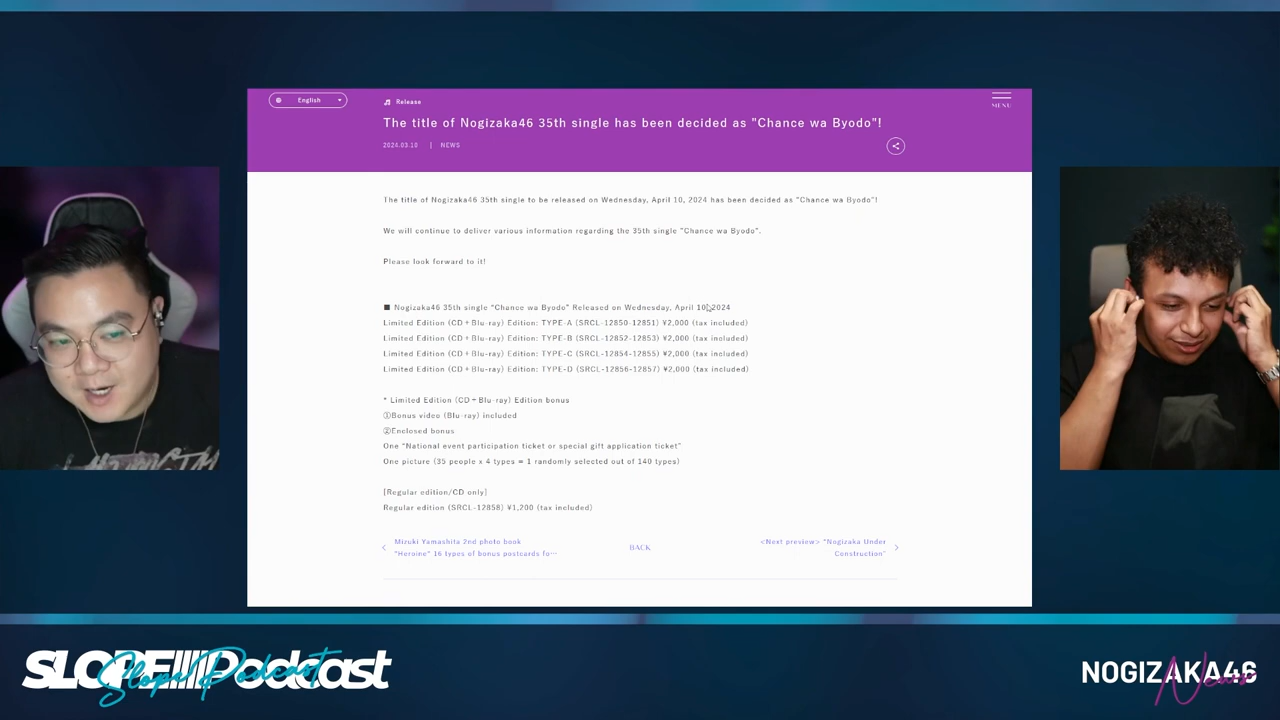 English
Release
MENU
The title of Nogizaka46 35th single has been decided as "Chance wa Byodo"!
2024.03.10 | NEWS
The title of Nogizaka46 35th single to be released on Wednesday, April 10, 2024 has been decided as "Chance wa Byodo"!
We will continue to deliver various information regarding the 35th single "Chance wa Byodo".
Please look forward to it!
■ Nogizaka46 35th single "Chance wa Byodo" Released on Wednesday, April 10, 2024
Limited Edition (CD+Blu-ray) Edition: TYPE-A (SRCL-12850-12851) ¥2,000 (tax included)
Limited Edition (CD+Blu-ray) Edition: TYPE-B (SRCL-12852-12853) ¥2,000 (tax included)
Limited Edition (CD+Blu-ray) Edition: TYPE-C (SRCL-12854-12855) ¥2,000 (tax included)
Limited Edition (CD+Blu-ray) Edition: TYPE-D (SRCL-12856-12857) ¥2,000 (tax included)
* Limited Edition (CD+Blu-ray) Edition bonus
①Bonus video (Blu-ray) included
②Enclosed bonus
One "National event participation ticket or special gift application ticket"
One picture (35 people x 4 types = 1 randomly selected out of 140 types)
[Regular edition/CD only]
Regular edition (SRCL-12858) ¥1,200 (tax included)
Mizuki Yamashita 2nd photo book
"Heroine" 16 types of bonus postcards fo…
BACK
<Next preview> "Nogizaka Under
Construction"
SLOPE Podcast
Slope Podcast
NOGIZAKA46
News